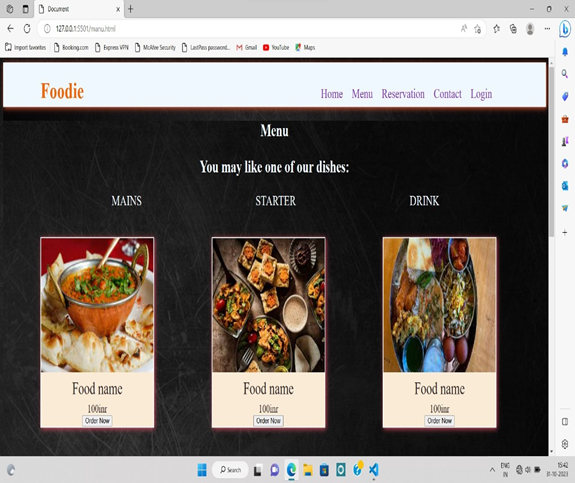 Document
127.0.0.1:5501/manu.html
Import favorites Booking.com Express VPN McAfee Security LastPass password... Gmail YouTube Maps
Foodie
Home Menu Reservation Contact Login
Menu
You may like one of our dishes:
MAINS STARTER DRINK
Food name Food name Food name
100inr 100inr 100inr
Order Now Order Now Order Now
Search
ENG
IN
15:42
31-10-2023